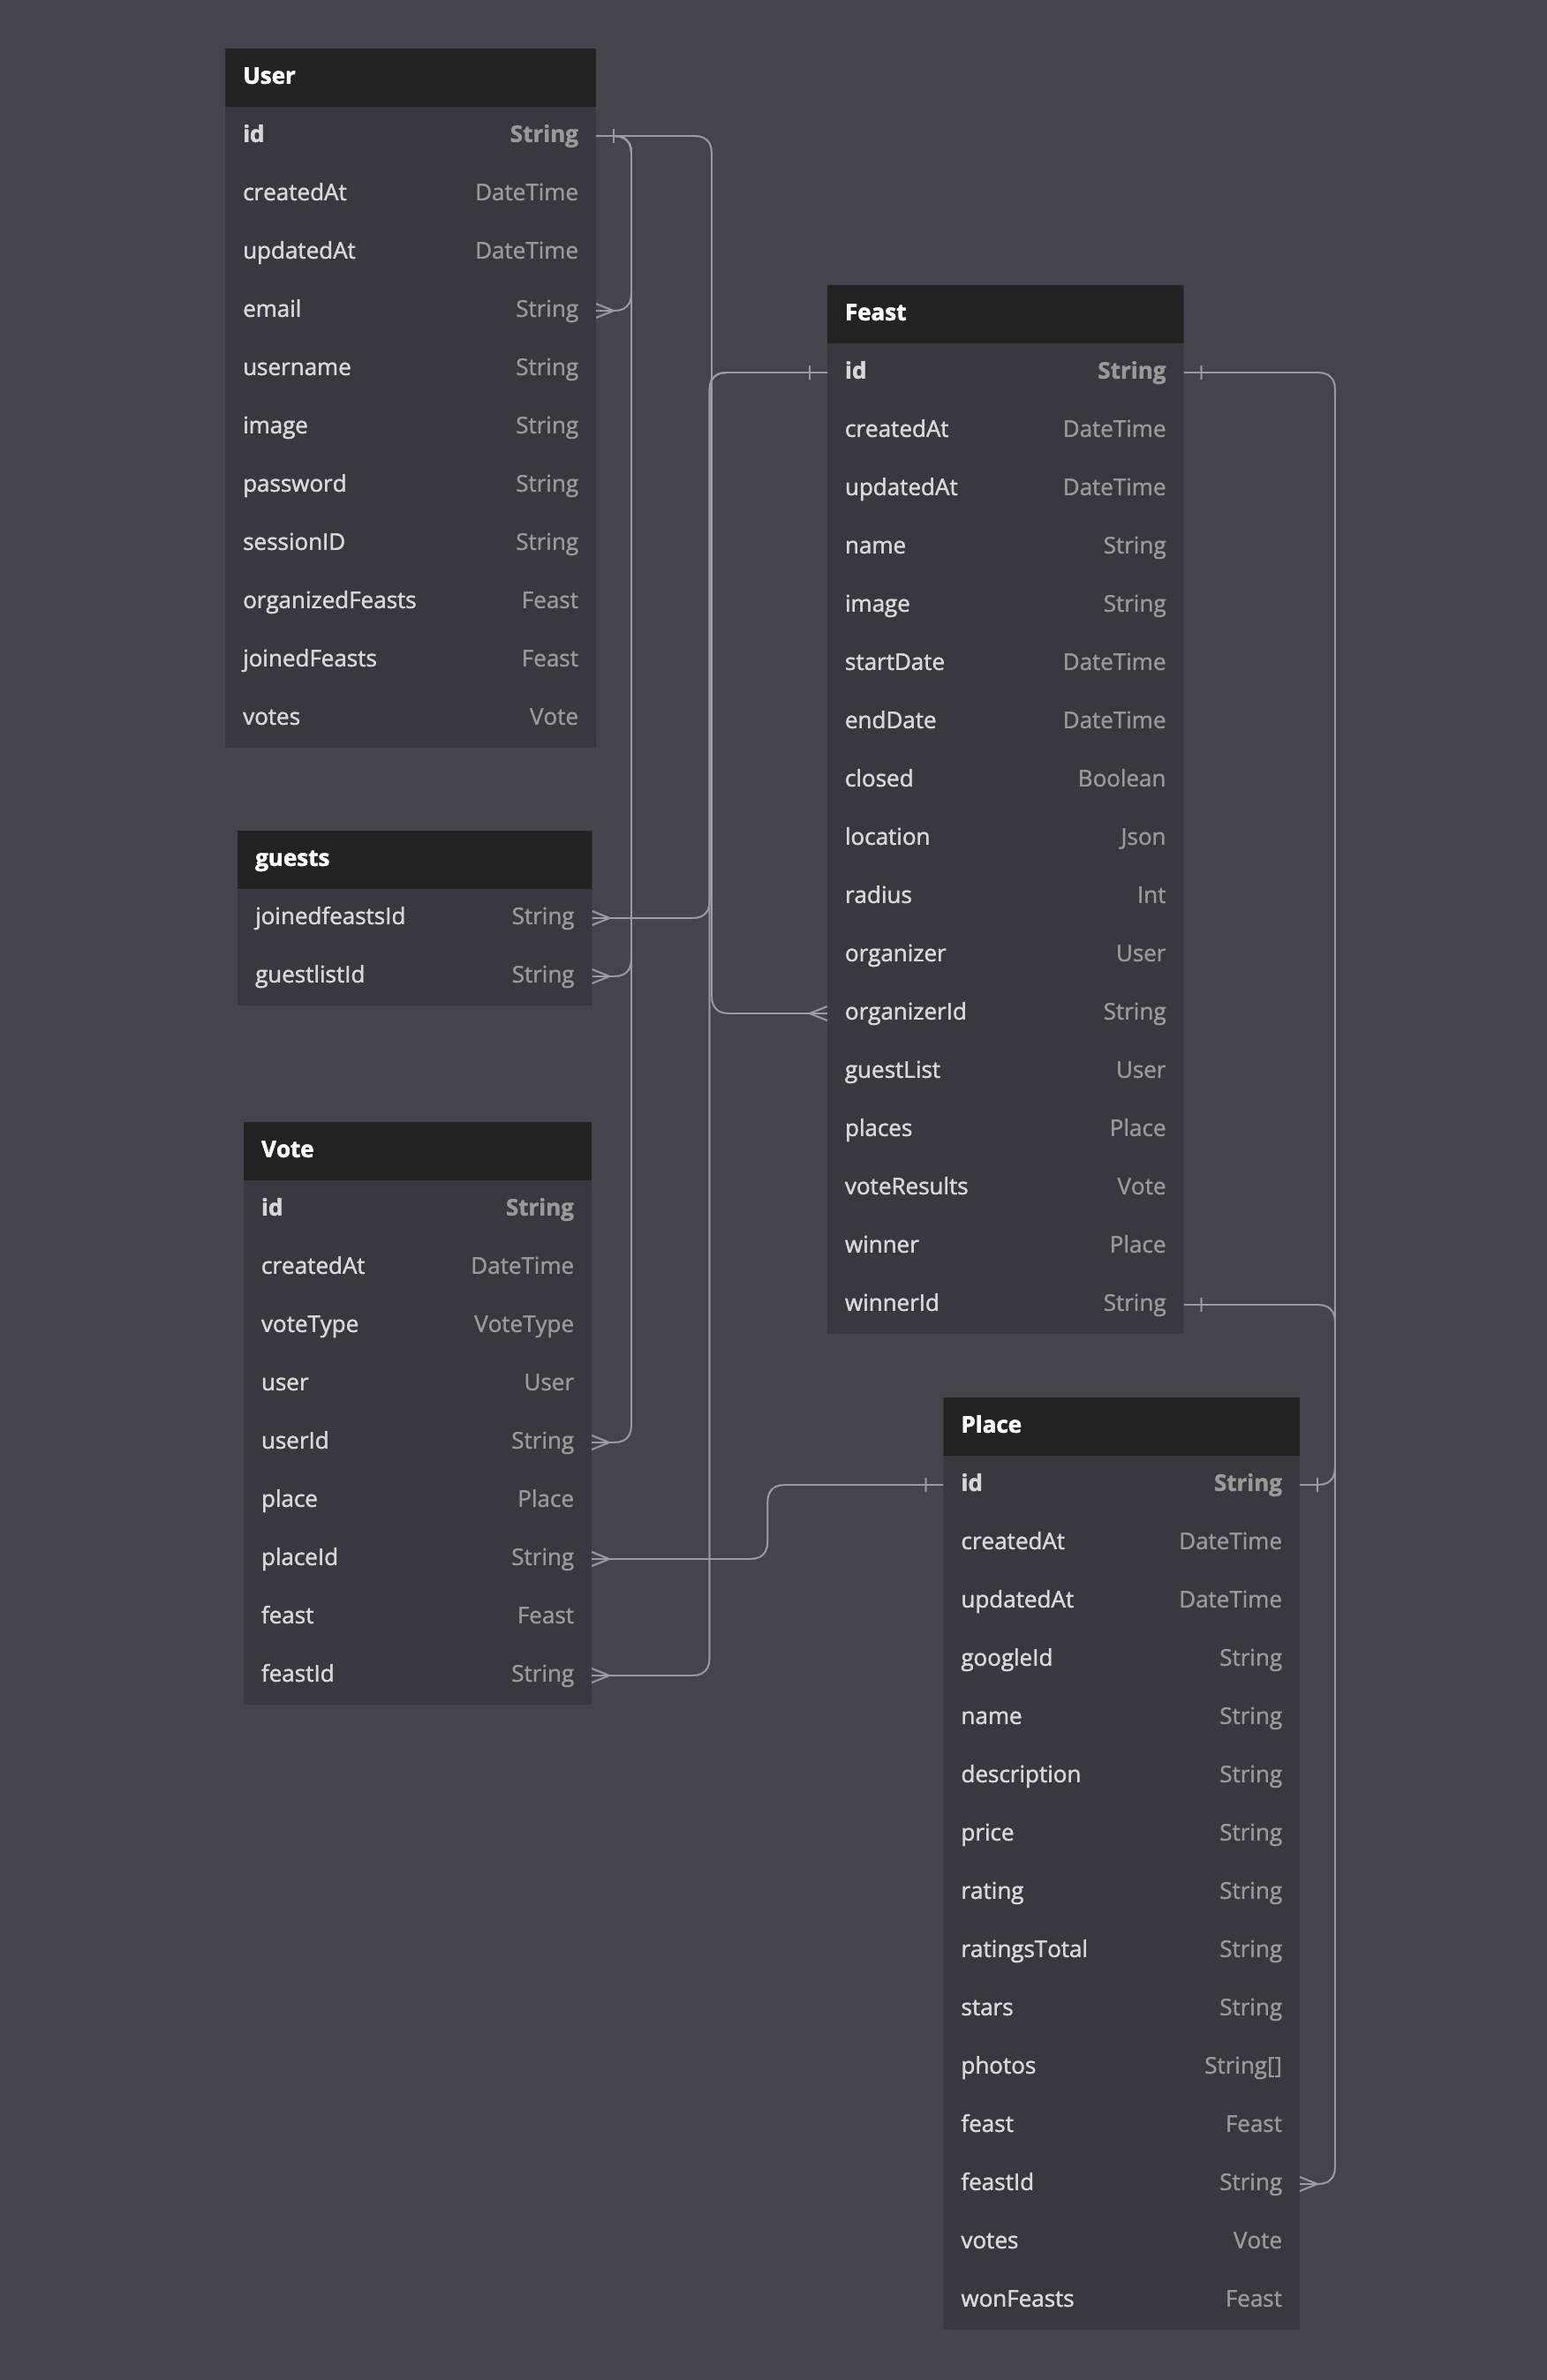 User
id String
createdAt DateTime
updatedAt DateTime
email String
username String
image String
password String
sessionID String
organizedFeasts Feast
joinedFeasts Feast
votes Vote
Feast
id String
createdAt DateTime
updatedAt DateTime
name String
image String
startDate DateTime
endDate DateTime
closed Boolean
location Json
radius Int
organizer User
organizerId String
guestList User
places Place
voteResults Vote
winner Place
winnerId String
guests
joinedfeastsId String
guestlistId String
Vote
id String
createdAt DateTime
voteType VoteType
user User
userId String
place Place
placeId String
feast Feast
feastId String
Place
id String
createdAt DateTime
updatedAt DateTime
googleId String
name String
description String
price String
rating String
ratingsTotal String
stars String
photos String[]
feast Feast
feastId String
votes Vote
wonFeasts Feast